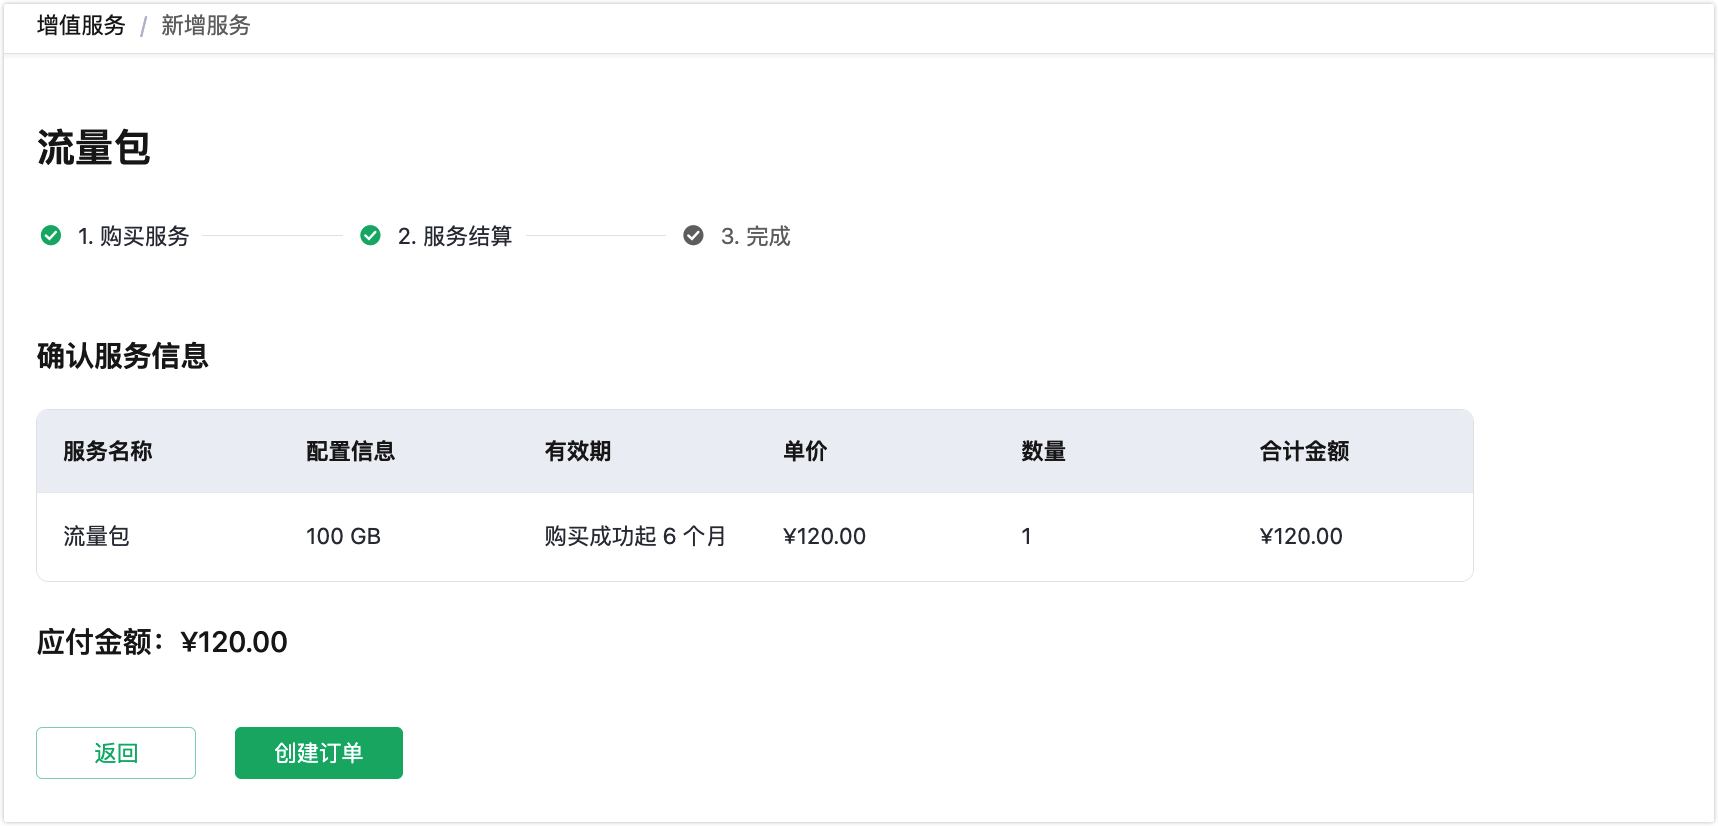 增值服务 / 新增服务
流量包
1. 购买服务 2. 服务结算 3. 完成
确认服务信息
服务名称 配置信息 有效期 单价 数量 合计金额
流量包 100 GB 购买成功起 6 个月 ¥120.00 1 ¥120.00
应付金额：¥120.00
返回 创建订单